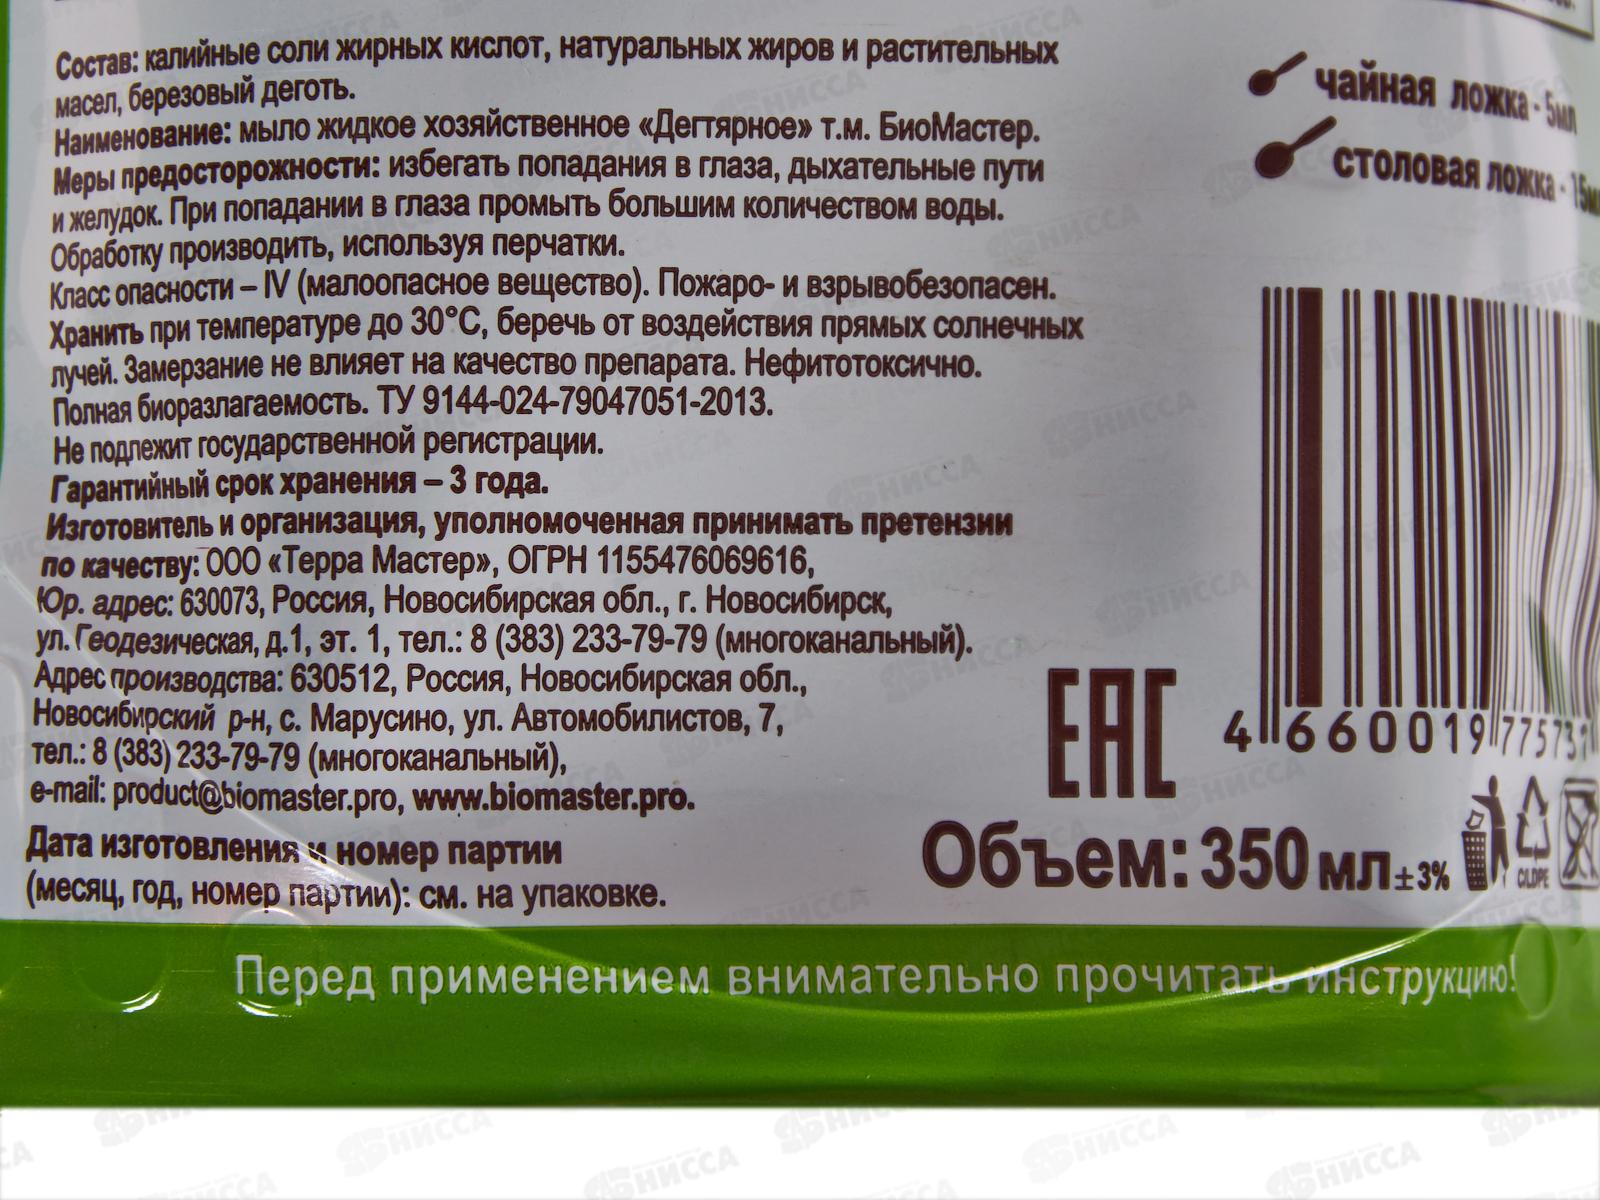 Состав: калийные соли жирных кислот, натуральных жиров и растительных
масел, березовый деготь.
Наименование: мыло жидкое хозяйственное «Дегтярное» т.м. БиоМастер.
Меры предосторожности: избегать попадания в глаза, дыхательные пути
и желудок. При попадании в глаза промыть большим количеством воды.
Обработку производить, используя перчатки.
Класс опасности – IV (малоопасное вещество). Пожаро- и взрывобезопасен.
Хранить при температуре до 30°С, беречь от воздействия прямых солнечных
лучей. Замерзание не влияет на качество препарата. Нефитотоксично.
Полная биоразлагаемость. ТУ 9144-024-79047051-2013.
Не подлежит государственной регистрации.
Гарантийный срок хранения – 3 года.
Изготовитель и организация, уполномоченная принимать претензии
по качеству: ООО «Терра Мастер», ОГРН 1155476069616,
Юр. адрес: 630073, Россия, Новосибирская обл., г. Новосибирск,
ул. Геодезическая, д.1, эт. 1, тел.: 8 (383) 233-79-79 (многоканальный).
Адрес производства: 630512, Россия, Новосибирская обл.,
Новосибирский р-н, с. Марусино, ул. Автомобилистов, 7,
тел.: 8 (383) 233-79-79 (многоканальный),
e-mail: product@biomaster.pro, www.biomaster.pro.
Дата изготовления и номер партии
(месяц, год, номер партии): см. на упаковке.
чайная ложка - 5мл
столовая ложка - 15мл
4 660019 775731
ЕАС
Объем: 350 мл ± 3%
C/LDPE
Перед применением внимательно прочитать инструкцию!
АБНИССА